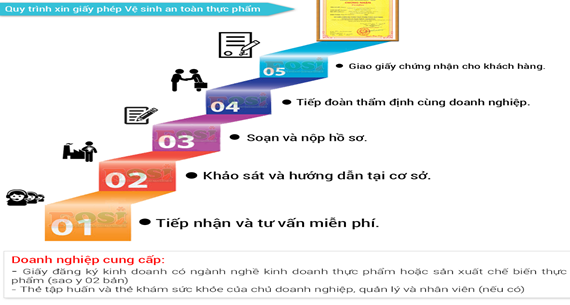 Quy trình xin giấy phép Vệ sinh an toàn thực phẩm
05
Giao giấy chứng nhận cho khách hàng.
04
Tiếp đoàn thẩm định cùng doanh nghiệp.
03
Soạn và nộp hồ sơ.
02
Khảo sát và hướng dẫn tại cơ sở.
01
Tiếp nhận và tư vấn miễn phí.
Doanh nghiệp cung cấp:
- Giấy đăng ký kinh doanh có ngành nghề kinh doanh thực phẩm hoặc sản xuất chế biến thực
phẩm (sao y 02 bản)
- Thẻ tập huấn và thẻ khám sức khỏe của chủ doanh nghiệp, quản lý và nhân viên (nếu có)